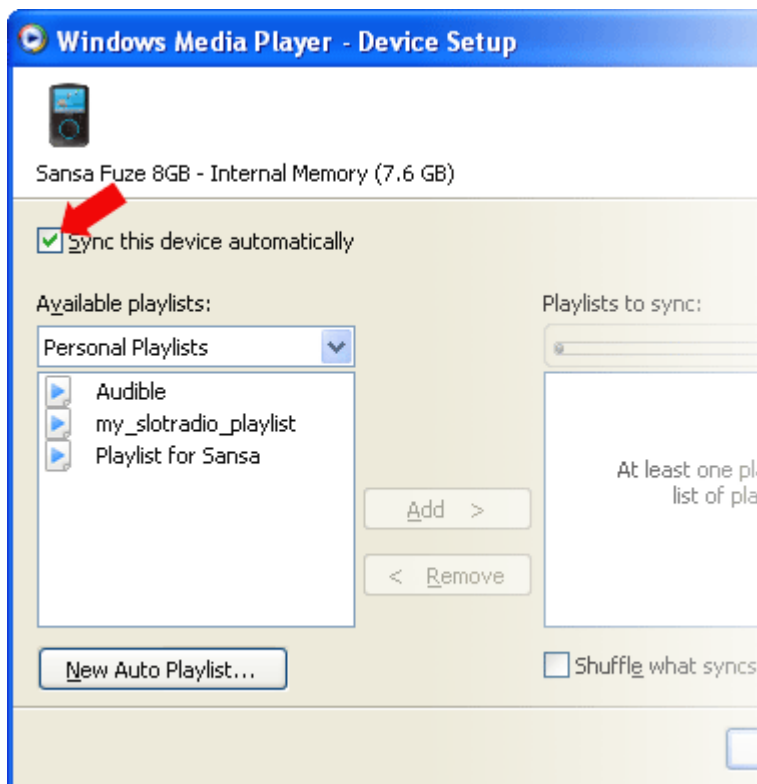 Windows Media Player - Device Setup
Sansa Fuze 8GB - Internal Memory (7.6 GB)
Sync this device automatically
Available playlists:
Personal Playlists
Audible
my_slotradio_playlist
Playlist for Sansa
Add >
< Remove
New Auto Playlist...
Playlists to sync:
At least one
list of
Shuffle what syncs